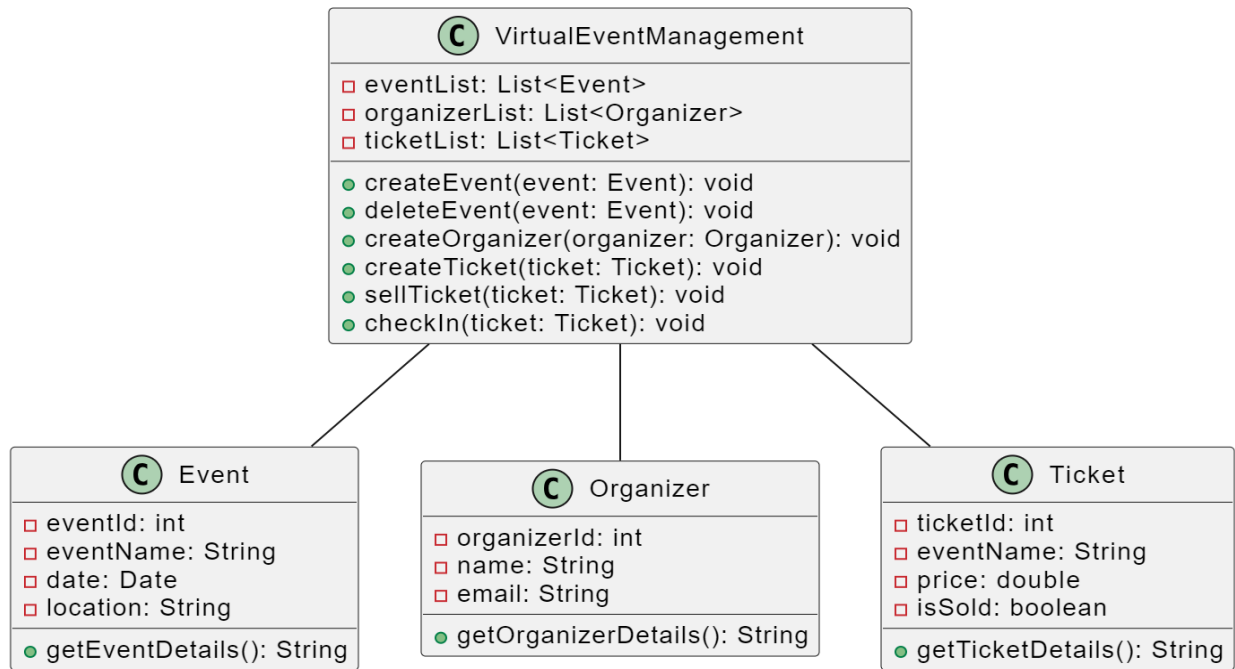 C VirtualEventManagement
eventList: List<Event>
organizerList: List<Organizer>
ticketList: List<Ticket>
createEvent(event: Event): void
deleteEvent(event: Event): void
createOrganizer(organizer: Organizer): void
createTicket(ticket: Ticket): void
sellTicket(ticket: Ticket): void
checkIn(ticket: Ticket): void
C Event
eventId: int
eventName: String
date: Date
location: String
getEventDetails(): String
C Organizer
organizerId: int
name: String
email: String
getOrganizerDetails(): String
C Ticket
ticketId: int
eventName: String
price: double
isSold: boolean
getTicketDetails(): String